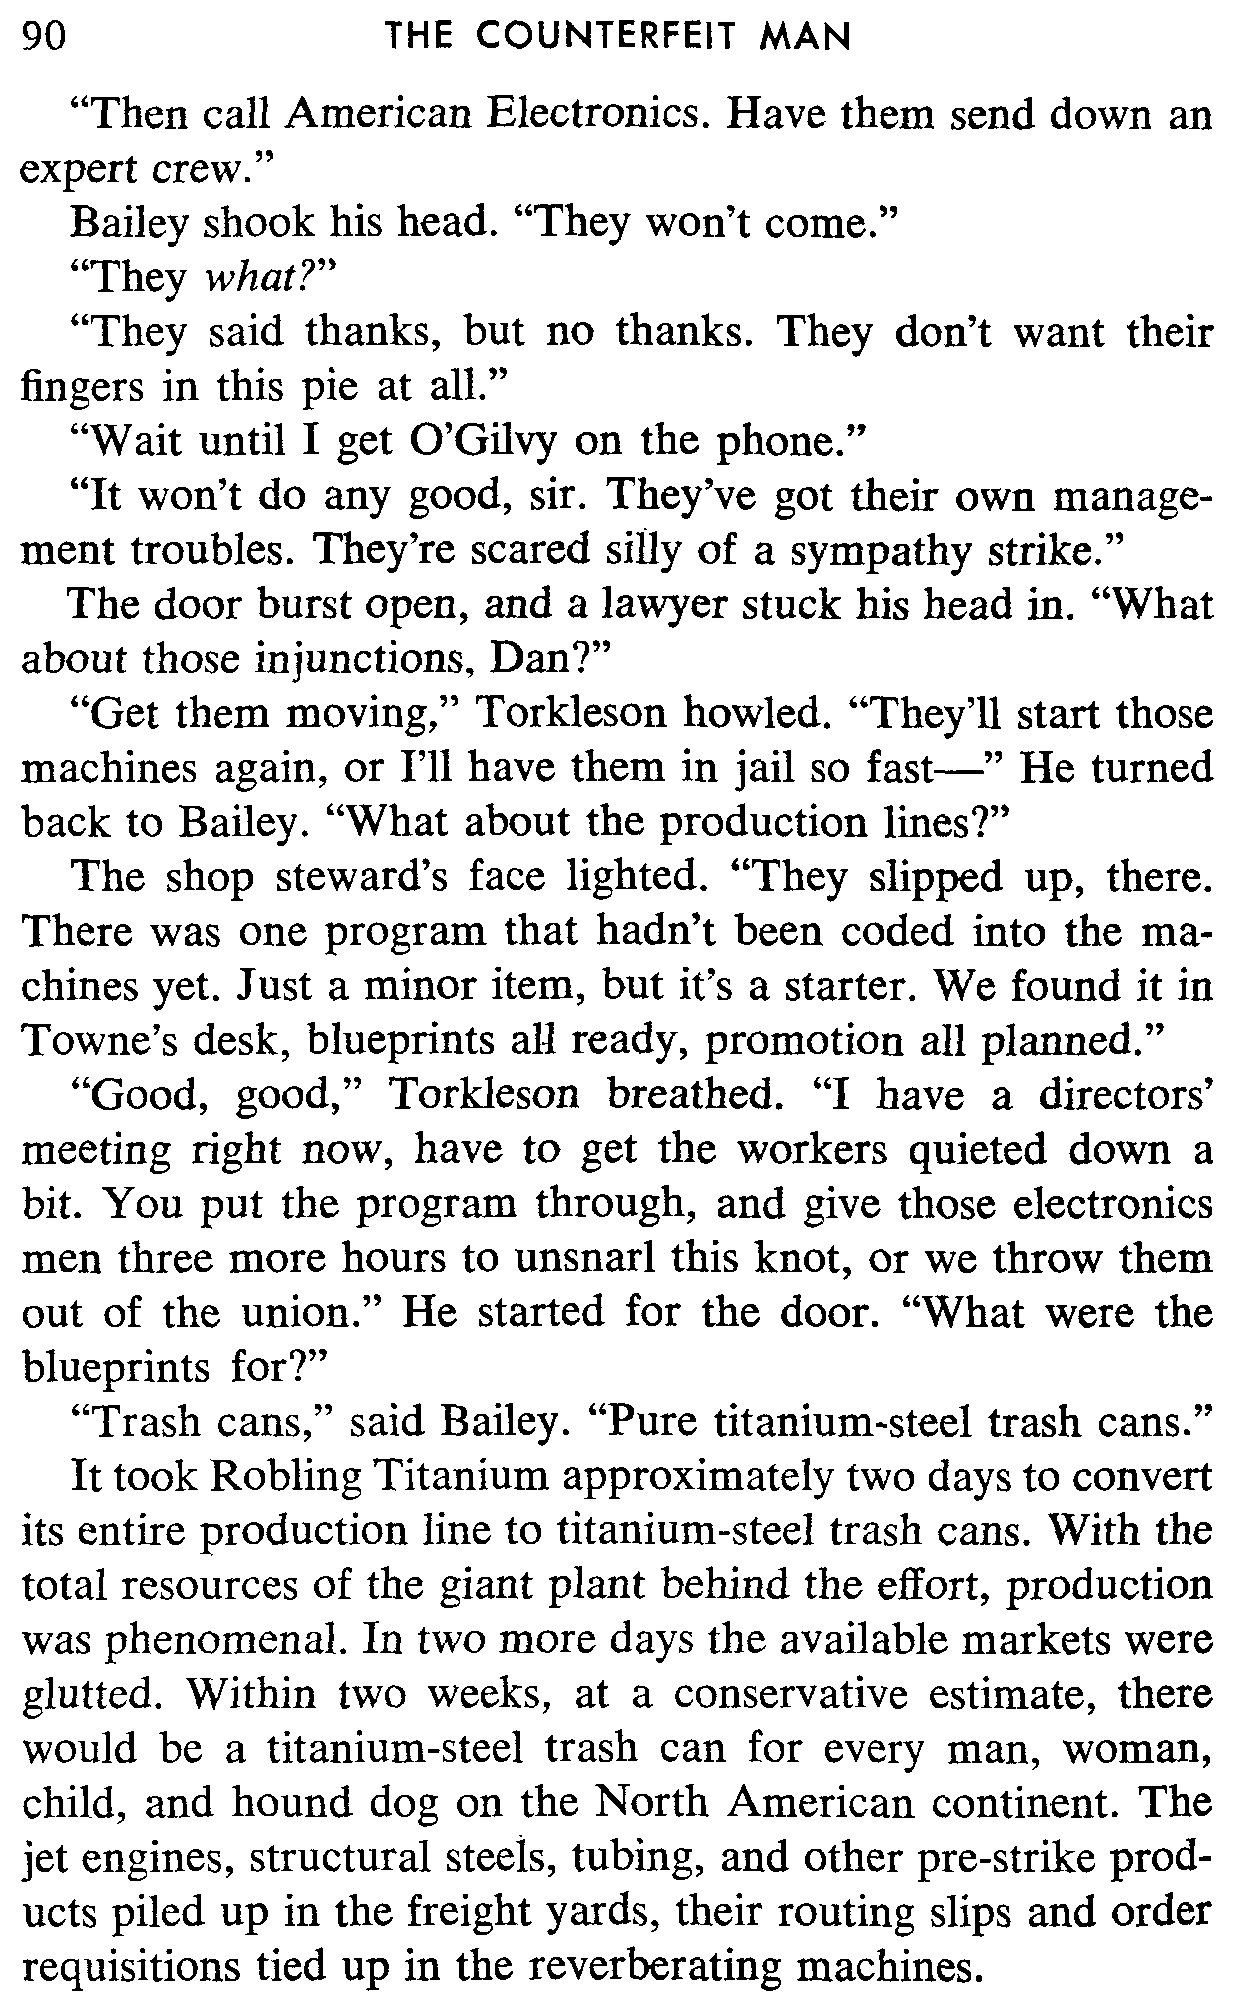 90 THE COUNTERFEIT MAN
“Then call American Electronics. Have them send down an
expert crew.”
Bailey shook his head. “They won’t come.”
“They what?”
“They said thanks, but no thanks. They don’t want their
fingers in this pie at all.”
“Wait until I get O’Gilvy on the phone.”
“It won’t do any good, sir. They’ve got their own manage-
ment troubles. They’re scared silly of a sympathy strike.”
The door burst open, and a lawyer stuck his head in. “What
about those injunctions, Dan?”
“Get them moving,” Torkleson howled. “They’ll start those
machines again, or I’ll have them in jail so fast—” He turned
back to Bailey. “What about the production lines?”
The shop steward’s face lighted. “They slipped up, there.
There was one program that hadn’t been coded into the ma-
chines yet. Just a minor item, but it’s a starter. We found it in
Towne’s desk, blueprints all ready, promotion all planned.”
“Good, good,” Torkleson breathed. “I have a directors’
meeting right now, have to get the workers quieted down a
bit. You put the program through, and give those electronics
men three more hours to unsnarl this knot, or we throw them
out of the union.” He started for the door. “What were the
blueprints for?”
“Trash cans,” said Bailey. “Pure titanium-steel trash cans.”
It took Robling Titanium approximately two days to convert
its entire production line to titanium-steel trash cans. With the
total resources of the giant plant behind the effort, production
was phenomenal. In two more days the available markets were
glutted. Within two weeks, at a conservative estimate, there
would be a titanium-steel trash can for every man, woman,
child, and hound dog on the North American continent. The
jet engines, structural steels, tubing, and other pre-strike prod-
ucts piled up in the freight yards, their routing slips and order
requisitions tied up in the reverberating machines.